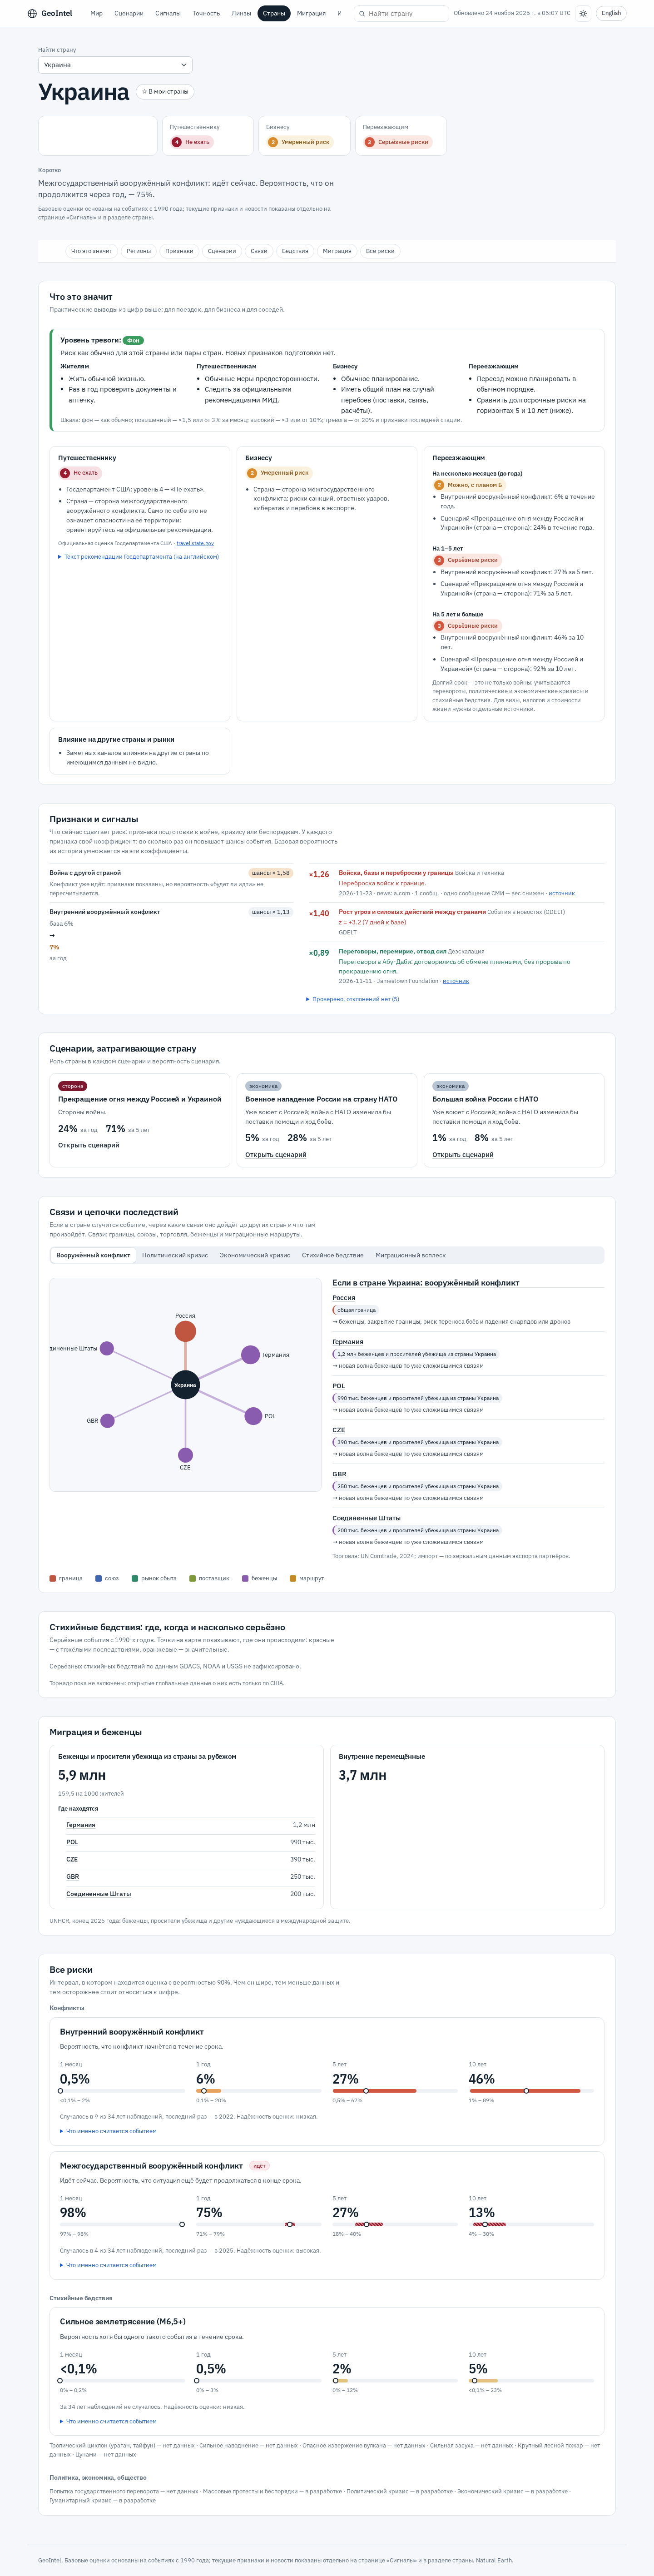 GeoIntel
Мир Сценарии Сигналы Точность Линзы Страны Миграция И
Найти страну
Обновлено 24 ноября 2026 г. в 05:07 UTC
English
Найти страну
Украина
Украина
☆ В мои страны
Путешественнику
4 Не ехать
Бизнесу
2 Умеренный риск
Переезжающим
3 Серьёзные риски
Коротко
Межгосударственный вооружённый конфликт: идёт сейчас. Вероятность, что он
продолжится через год, — 75%.
Базовые оценки основаны на событиях с 1990 года; текущие признаки и новости показаны отдельно на
странице «Сигналы» и в разделе страны.
Что это значит Регионы Признаки Сценарии Связи Бедствия Миграция Все риски
Что это значит
Практические выводы из цифр выше: для поездок, для бизнеса и для соседей.
Уровень тревоги: Фон
Риск как обычно для этой страны или пары стран. Новых признаков подготовки нет.
Жителям
Жить обычной жизнью.
Раз в год проверить документы и
аптечку.
Путешественникам
Обычные меры предосторожности.
Следить за официальными
рекомендациями МИД.
Бизнесу
Обычное планирование.
Иметь общий план на случай
перебоев (поставки, связь,
расчёты).
Переезжающим
Переезд можно планировать в
обычном режиме.
Сравнить долгосрочные риски на
горизонтах 5 и 10 лет (ниже).
Шкала: фон — как обычно; повышенный — ×1,5 или от 3% за месяц; высокий — ×3 или от 10%; тревога — от 20% и признаки последней стадии.
Путешественнику
4 Не ехать
Госдепартамент США: уровень 4 — «Не ехать».
Страна — сторона межгосударственного
вооружённого конфликта. Само по себе это не
означает опасности на её территории:
ориентируйтесь на официальные рекомендации.
Официальная оценка Госдепартамента США · travel.state.gov
▶ Текст рекомендации Госдепартамента (на английском)
Бизнесу
2 Умеренный риск
Страна — сторона межгосударственного
конфликта; риски санкций, ответных ударов,
кибератак и перебоев в экспорте.
Переезжающим
На несколько месяцев (до года)
2 Можно, с планом Б
Внутренний вооружённый конфликт: 6% в течение
года.
Сценарий «Прекращение огня между Россией и
Украиной» (страна — сторона): 24% в течение года.
На 1–5 лет
3 Серьёзные риски
Внутренний вооружённый конфликт: 27% за 5 лет.
Сценарий «Прекращение огня между Россией и
Украиной» (страна — сторона): 71% за 5 лет.
На 5 лет и больше
3 Серьёзные риски
Внутренний вооружённый конфликт: 46% за 10
лет.
Сценарий «Прекращение огня между Россией и
Украиной» (страна — сторона): 92% за 10 лет.
Долгий срок — это не только войны: учитываются
перевороты, политические и экономические кризисы и
стихийные бедствия. Для визы, налогов и стоимости
жизни нужны отдельные источники.
Влияние на другие страны и рынки
Заметных каналов влияния на другие страны по
имеющимся данным не видно.
Признаки и сигналы
Что сейчас сдвигает риск: признаки подготовки к войне, кризису или беспорядкам. У каждого
признака свой коэффициент: во сколько раз он повышает шансы события. Базовая вероятность
из истории умножается на эти коэффициенты.
Война с другой страной шансы × 1,58
Конфликт уже идёт: признаки показаны, но вероятность «будет ли идти» не
пересчитывается.
Внутренний вооружённый конфликт шансы × 1,13
база 6%
→
7%
за год
×1,26 Войска, базы и переброски у границы Войска и техника
Переброска войск к границе.
2026-11-23 · news: a.com · 1 сообщ. · одно сообщение СМИ — вес снижен · источник
×1,40 Рост угроз и силовых действий между странами События в новостях (GDELT)
z = +3.2 (7 дней к базе)
GDELT
×0,89 Переговоры, перемирие, отвод сил Деэскалация
Переговоры в Абу-Даби: договорились об обмене пленными, без прорыва по
прекращению огня.
2026-11-11 · Jamestown Foundation · источник
▶ Проверено, отклонений нет (5)
Сценарии, затрагивающие страну
Роль страны в каждом сценарии и вероятность сценария.
сторона
Прекращение огня между Россией и Украиной
Стороны войны.
24% за год 71% за 5 лет
Открыть сценарий
экономика
Военное нападение России на страну НАТО
Уже воюет с Россией; война с НАТО изменила бы
поставки помощи и ход боёв.
5% за год 28% за 5 лет
Открыть сценарий
экономика
Большая война России с НАТО
Уже воюет с Россией; война с НАТО изменила бы
поставки помощи и ход боёв.
1% за год 8% за 5 лет
Открыть сценарий
Связи и цепочки последствий
Если в стране случится событие, через какие связи оно дойдёт до других стран и что там
произойдёт. Связи: границы, союзы, торговля, беженцы и миграционные маршруты.
Вооружённый конфликт Политический кризис Экономический кризис Стихийное бедствие Миграционный всплеск
Россия
диненные Штаты
Германия
Украина
GBR
POL
CZE
Если в стране Украина: вооружённый конфликт
Россия
общая граница
→ беженцы, закрытие границы, риск переноса боёв и падения снарядов или дронов
Германия
1,2 млн беженцев и просителей убежища из страны Украина
→ новая волна беженцев по уже сложившимся связям
POL
990 тыс. беженцев и просителей убежища из страны Украина
→ новая волна беженцев по уже сложившимся связям
CZE
390 тыс. беженцев и просителей убежища из страны Украина
→ новая волна беженцев по уже сложившимся связям
GBR
250 тыс. беженцев и просителей убежища из страны Украина
→ новая волна беженцев по уже сложившимся связям
Соединенные Штаты
200 тыс. беженцев и просителей убежища из страны Украина
→ новая волна беженцев по уже сложившимся связям
Торговля: UN Comtrade, 2024; импорт — по зеркальным данным экспорта партнёров.
граница союз рынок сбыта поставщик беженцы маршрут
Стихийные бедствия: где, когда и насколько серьёзно
Серьёзные события с 1990-х годов. Точки на карте показывают, где они происходили: красные
— с тяжёлыми последствиями, оранжевые — значительные.
Серьёзных стихийных бедствий по данным GDACS, NOAA и USGS не зафиксировано.
Торнадо пока не включены: открытые глобальные данные о них есть только по США.
Миграция и беженцы
Беженцы и просители убежища из страны за рубежом
5,9 млн
159,5 на 1000 жителей
Где находятся
Германия 1,2 млн
POL 990 тыс.
CZE 390 тыс.
GBR 250 тыс.
Соединенные Штаты 200 тыс.
Внутренне перемещённые
3,7 млн
UNHCR, конец 2025 года: беженцы, просители убежища и другие нуждающиеся в международной защите.
Все риски
Интервал, в котором находится оценка с вероятностью 90%. Чем он шире, тем меньше данных и
тем осторожнее стоит относиться к цифре.
Конфликты
Внутренний вооружённый конфликт
Вероятность, что конфликт начнётся в течение срока.
1 месяц 1 год 5 лет 10 лет
0,5% 6% 27% 46%
<0,1% – 2% 0,1% – 20% 0,5% – 67% 1% – 89%
Случалось в 9 из 34 лет наблюдений, последний раз — в 2022. Надёжность оценки: низкая.
▶ Что именно считается событием
Межгосударственный вооружённый конфликт идёт
Идёт сейчас. Вероятность, что ситуация ещё будет продолжаться в конце срока.
1 месяц 1 год 5 лет 10 лет
98% 75% 27% 13%
97% – 98% 71% – 79% 18% – 40% 4% – 30%
Случалось в 4 из 34 лет наблюдений, последний раз — в 2025. Надёжность оценки: высокая.
▶ Что именно считается событием
Стихийные бедствия
Сильное землетрясение (M6,5+)
Вероятность хотя бы одного такого события в течение срока.
1 месяц 1 год 5 лет 10 лет
<0,1% 0,5% 2% 5%
0% – 0,2% 0% – 3% 0% – 12% <0,1% – 23%
За 34 лет наблюдений не случалось. Надёжность оценки: низкая.
▶ Что именно считается событием
Тропический циклон (ураган, тайфун) — нет данных · Сильное наводнение — нет данных · Опасное извержение вулкана — нет данных · Сильная засуха — нет данных · Крупный лесной пожар — нет
данных · Цунами — нет данных
Политика, экономика, общество
Попытка государственного переворота — нет данных · Массовые протесты и беспорядки — в разработке · Политический кризис — в разработке · Экономический кризис — в разработке ·
Гуманитарный кризис — в разработке
GeoIntel. Базовые оценки основаны на событиях с 1990 года; текущие признаки и новости показаны отдельно на странице «Сигналы» и в разделе страны. Natural Earth.